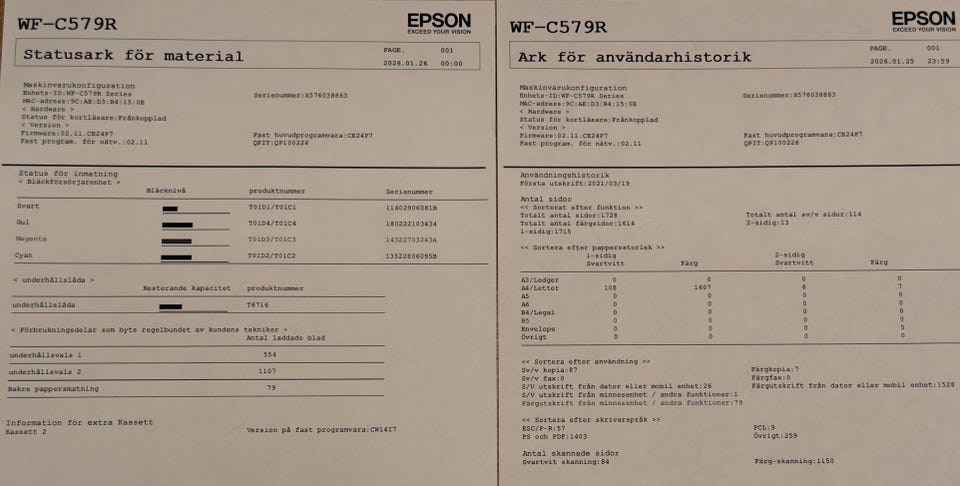 WF-C579R
EPSON
EXCEED YOUR VISION
Statusark för material
PAGE. 001
2026.01.26 00:00
Maskinvarukonfiguration
Enhets-ID:WF-C579R Series
Serienummer:X576038863
MAC-adress:9C:AE:D3:B4:15:0E
< Hardware >
Status för kortläsare:Frånkopplad
< Version >
Firmware:02.11.CE24P7
Fast huvudprogramvara:CE24P7
Fast program. för nätv.:02.11
QPIT:QP100226
Status för inmatning
< Bläckförsörjarenhet >
Bläcknivå produktnummer Serienummer
Svart T01D1/T01C1 11402906081B
Gul T01D4/T01C4 180222103434
Magenta T01D3/T01C3 14322703243A
Cyan T01D2/T01C2 13522806095B
< underhållslåda >
Resterande kapacitet produktnummer
underhållslåda T6716
< Förbrukningsdelar som byts regelbundet av kundens tekniker >
Antal laddade blad
underhållsvals 1 554
underhållsvals 2 1107
Bakre pappersmatning 79
Information för extra Kassett
Kassett 2
Version på fast programvara:CW14I7
WF-C579R
EPSON
EXCEED YOUR VISION
Ark för användarhistorik
PAGE. 001
2026.01.25 23:59
Maskinvarukonfiguration
Enhets-ID:WF-C579R Series
Serienummer:X576038863
MAC-adress:9C:AE:D3:B4:15:0E
< Hardware >
Status för kortläsare:Frånkopplad
< Version >
Firmware:02.11.CE24P7
Fast huvudprogramvara:CE24P7
Fast program. för nätv.:02.11
QPIT:QP100226
Användningshistorik
Första utskrift:2021/03/19
Antal sidor
<< Sorterat efter funktion >>
Totalt antal sidor:1728
Totalt antal sv/v sidor:114
Totalt antal färgsidor:1614
2-sidig:13
1-sidig:1715
<< Sortera efter pappersstorlek >>
1-sidig 2-sidig
Svartvitt Färg Svartvitt Färg
A3/Ledger 0 0 0 0
A4/Letter 108 1607 6 7
A5 0 0 0 0
A6 0 0 0 0
B4/Legal 0 0 0 0
B5 0 0 0 0
Envelope 0 0 0 0
Övrigt 0 0 0 0
<< Sortera efter användning >>
Sv/v kopia:87
Färgkopia:7
Sv/v fax:0
Färgfax:0
S/V utskrift från dator eller mobil enhet:26
Färgutskrift från dator eller mobil enhet:1528
S/V utskrift från minnesenhet / andra funktioner:1
Färgutskrift från minnesenhet / andra funktioner:79
<< Sortera efter skrivarspråk >>
ESC/P-R:57
PCL:9
PS och PDF:1403
Övrigt:259
Antal skannade sidor
Svartvit skanning:84
Färg-skanning:1150